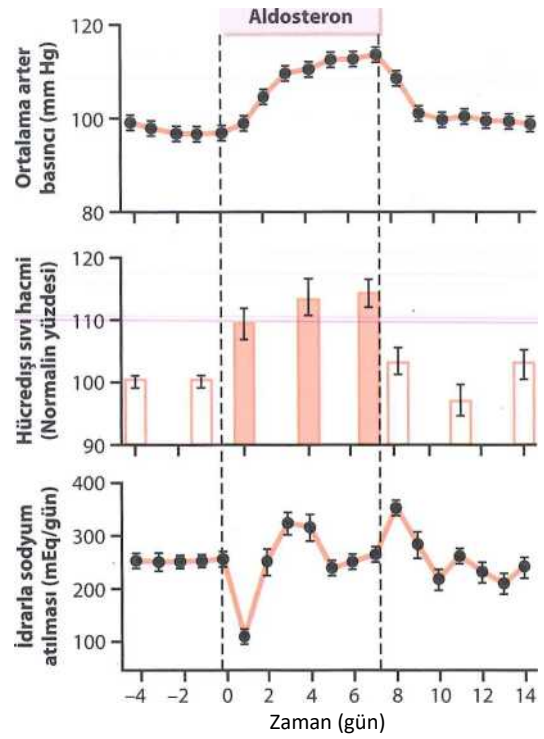 Aldosteron
Ortalama arter
basıncı (mm Hg)
120
100
80
Hücredışı sıvı hacmi
(Normalin yüzdesi)
120
110
100
90
İdrarla sodyum
atılması (mEq/gün)
400
300
200
100
−4 −2 0 2 4 6 8 10 12 14
Zaman (gün)